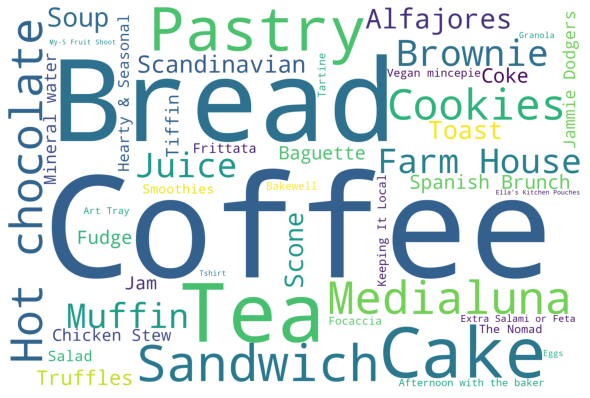 Soup
My-5 Fruit Shoot
Pastry
Alfajores
Granola
Scandinavian
Brownie
Bread
Vegan mincepie
Coke
Cookies
Toast
Jammie Dodgers
Hot chocolate
Mineral water
Hearty & Seasonal
Tiffin
Tartine
Frittata
Juice
Baguette
Farm House
Smoothies
Bakewell
Spanish Brunch
Ella's Kitchen Pouches
Coffee
Keeping It Local
Art Tray
Fudge
Scone
Jam
Tshirt
Tea
Medialuna
Muffin
Focaccia
Extra Salami or Feta
Chicken Stew
The Nomad
Salad
Sandwich
Cake
Eggs
Truffles
Afternoon with the baker